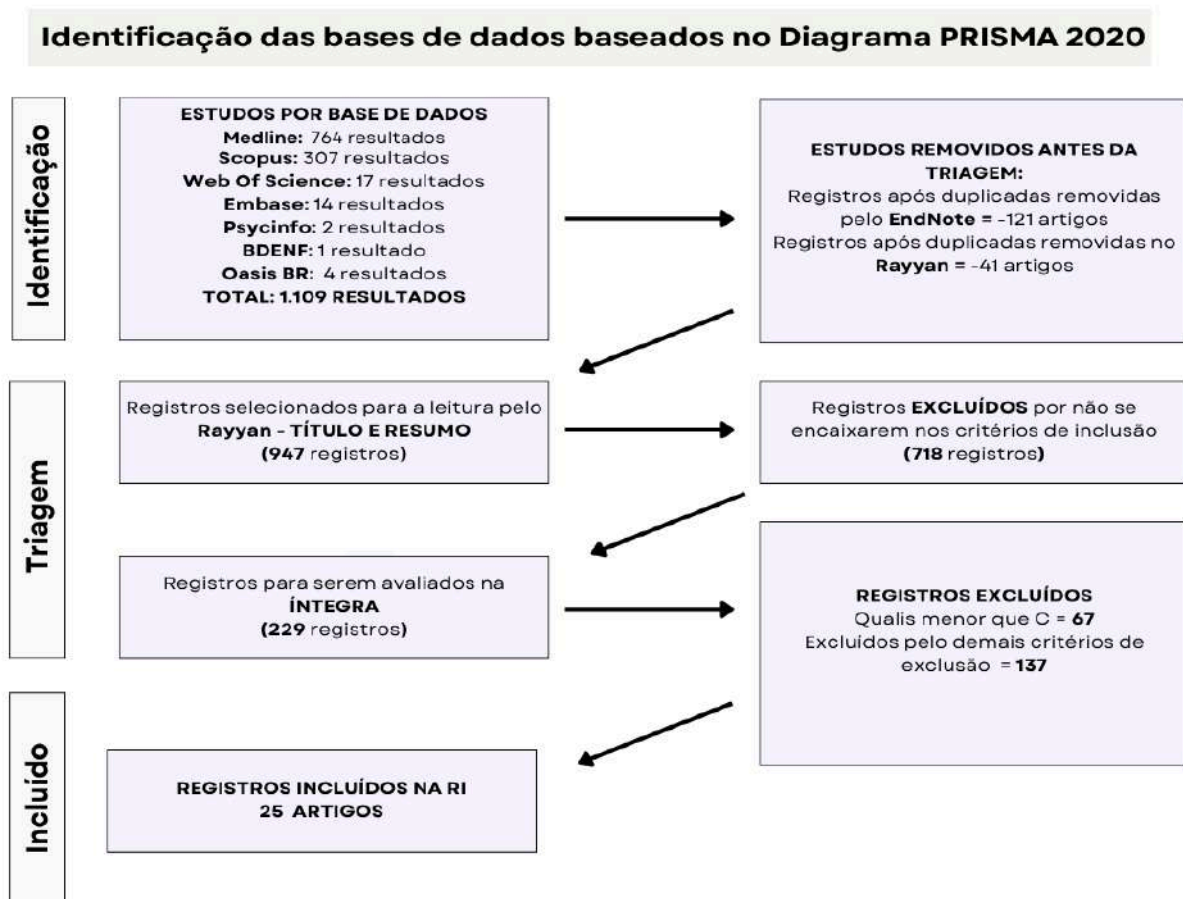 Identificação das bases de dados baseados no Diagrama PRISMA 2020
Identificação
ESTUDOS POR BASE DE DADOS
Medline: 764 resultados
Scopus: 307 resultados
Web Of Science: 17 resultados
Embase: 14 resultados
Psycinfo: 2 resultados
BDENF: 1 resultado
Oasis BR: 4 resultados
TOTAL: 1.109 RESULTADOS
ESTUDOS REMOVIDOS ANTES DA
TRIAGEM:
Registros após duplicadas removidas
pelo EndNote = -121 artigos
Registros após duplicadas removidas no
Rayyan = -41 artigos
Triagem
Registros selecionados para a leitura pelo
Rayyan - TÍTULO E RESUMO
(947 registros)
Registros EXCLUÍDOS por não se
encaixarem nos critérios de inclusão
(718 registros)
Registros para serem avaliados na
ÍNTEGRA
(229 registros)
REGISTROS EXCLUÍDOS
Qualis menor que C = 67
Excluídos pelo demais critérios de
exclusão = 137
Incluído
REGISTROS INCLUÍDOS NA RI
25 ARTIGOS